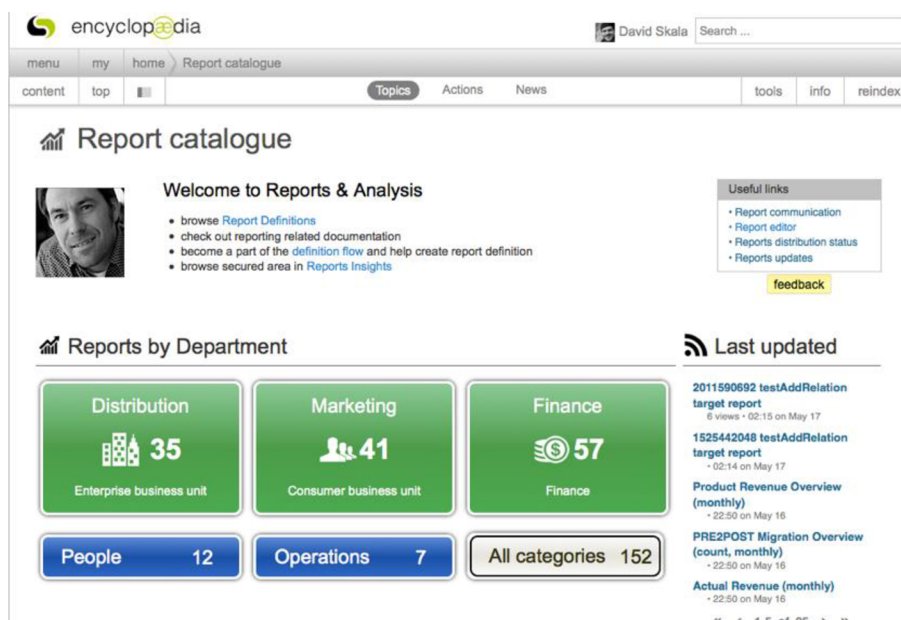 encyclopædia
David Skala
Search ...
menu my home Report catalogue
content top Topics Actions News tools info reindex
Report catalogue
Welcome to Reports & Analysis
• browse Report Definitions
• check out reporting related documentation
• become a part of the definition flow and help create report definition
• browse secured area in Reports Insights
Useful links
• Report communication
• Report editor
• Reports distribution status
• Reports updates
feedback
Reports by Department
Distribution
35
Enterprise business unit
Marketing
41
Consumer business unit
Finance
57
Finance
People 12
Operations 7
All categories 152
Last updated
2011590692 testAddRelation
target report
6 views • 02:15 on May 17
1525442048 testAddRelation
target report
• 02:14 on May 17
Product Revenue Overview
(monthly)
• 22:50 on May 16
PRE2POST Migration Overview
(count, monthly)
• 22:50 on May 16
Actual Revenue (monthly)
• 22:50 on May 16